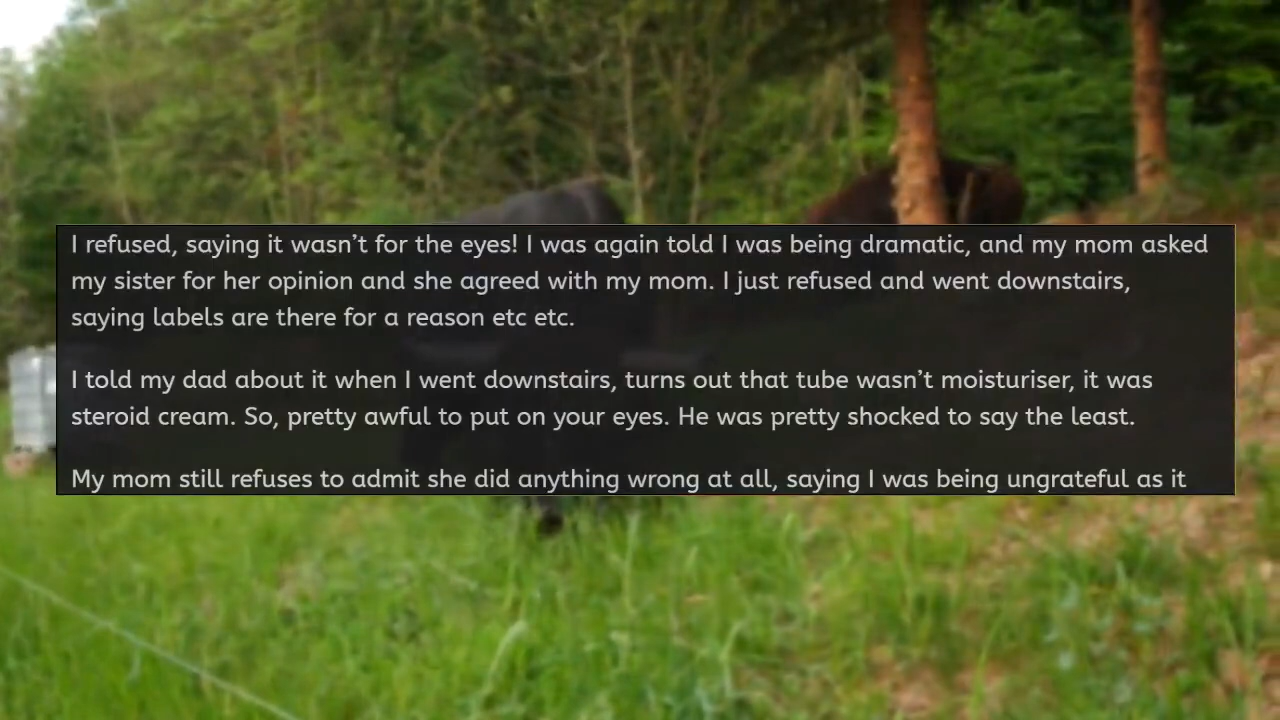 I refused, saying it wasn’t for the eyes! I was again told I was being dramatic, and my mom asked
my sister for her opinion and she agreed with my mom. I just refused and went downstairs,
saying labels are there for a reason etc etc.
I told my dad about it when I went downstairs, turns out that tube wasn’t moisturiser, it was
steroid cream. So, pretty awful to put on your eyes. He was pretty shocked to say the least.
My mom still refuses to admit she did anything wrong at all, saying I was being ungrateful as it